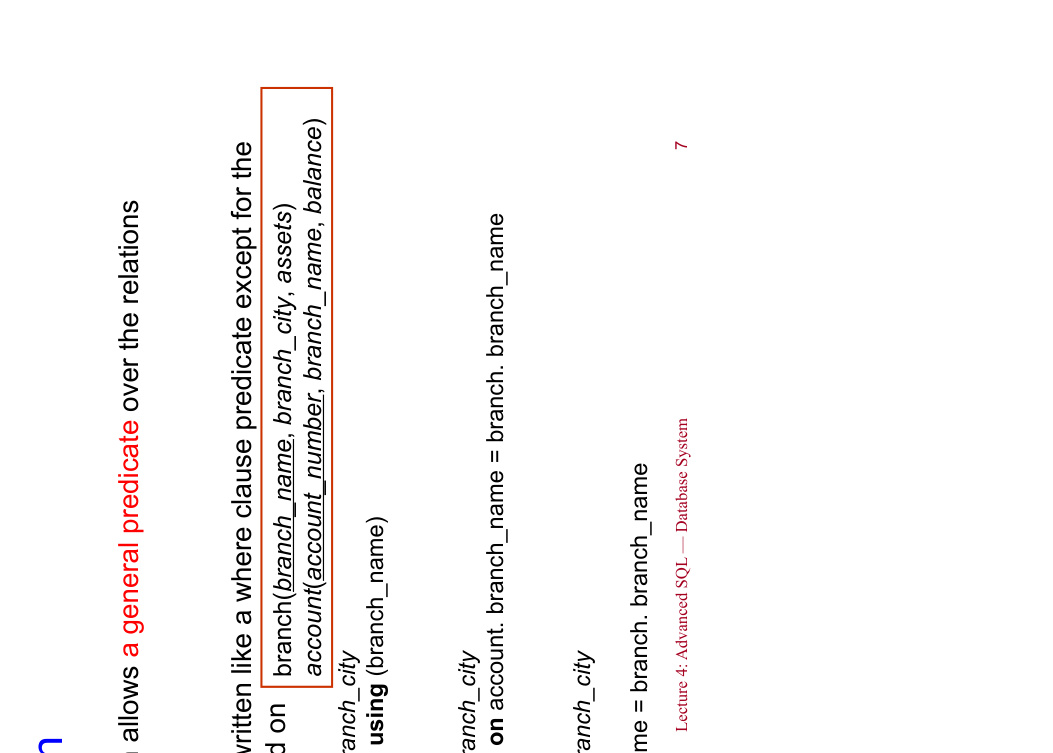 n
allows a general predicate over the relations
written like a where clause predicate except for the
d on
branch(branch_name, branch_city, assets)
account(account_number, branch_name, balance)
ranch_city
using (branch_name)
ranch_city
on account. branch_name = branch. branch_name
ranch_city
me = branch. branch_name
Lecture 4: Advanced SQL — Database System
7